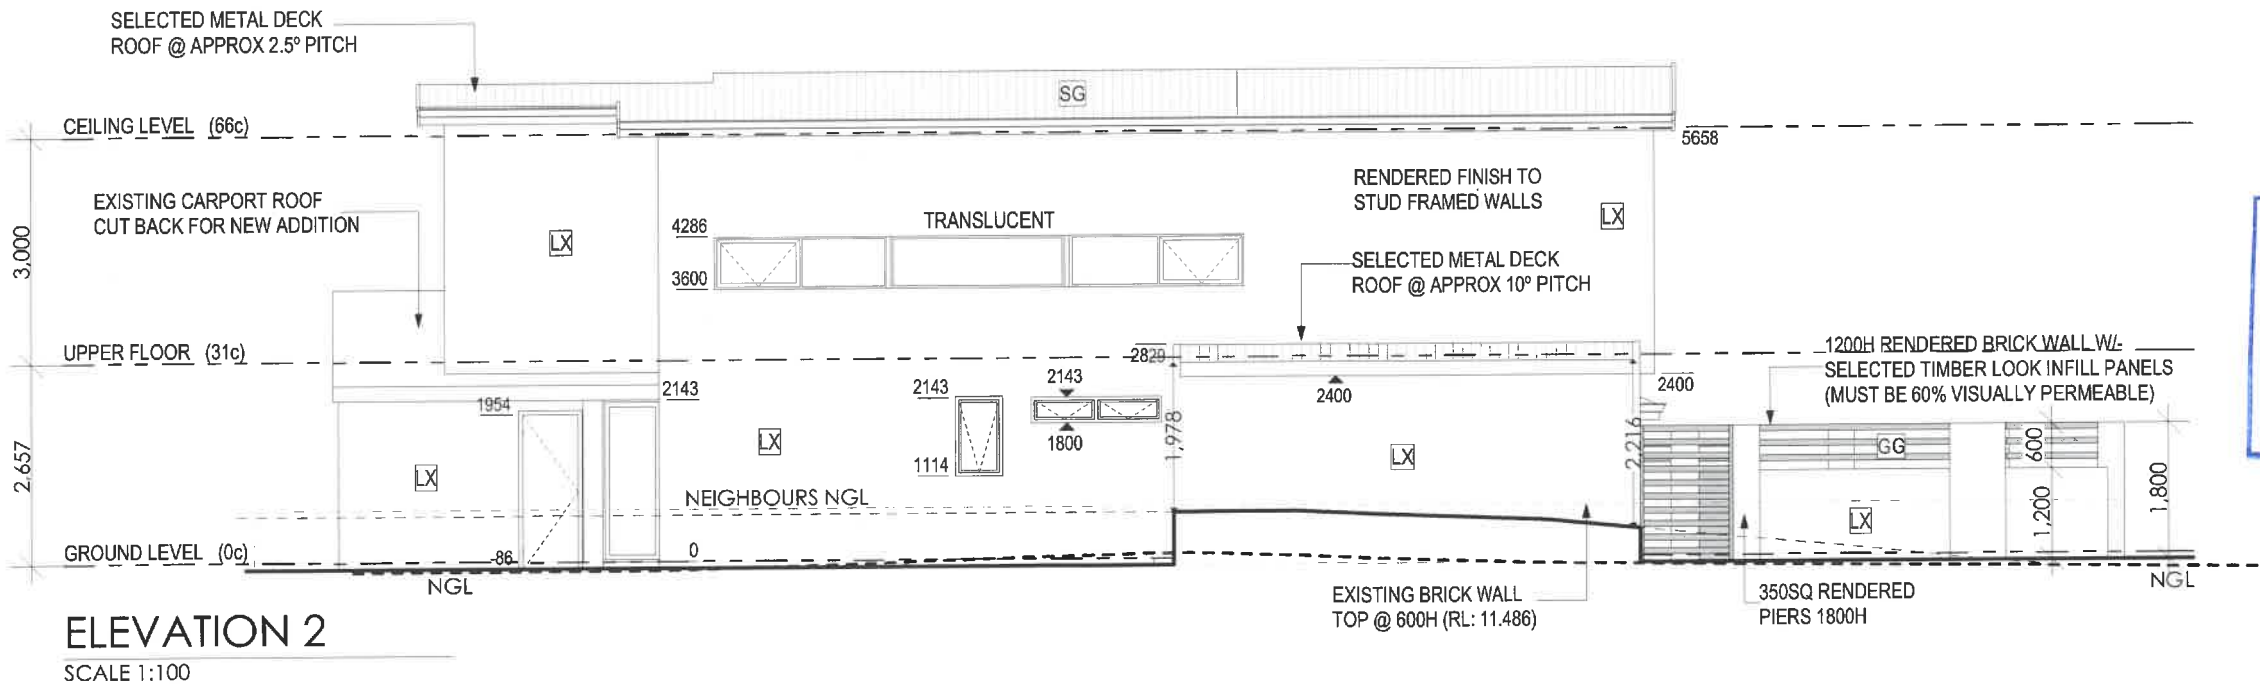 SELECTED METAL DECK
ROOF @ APPROX 2.5° PITCH
SG
CEILING LEVEL (66c)
5658
3,000
EXISTING CARPORT ROOF
CUT BACK FOR NEW ADDITION
LX
4286
3600
TRANSLUCENT
RENDERED FINISH TO
STUD FRAMED WALLS
LX
SELECTED METAL DECK
ROOF @ APPROX 10° PITCH
UPPER FLOOR (31c)
2829
1200H RENDERED BRICK WALL W/-
SELECTED TIMBER LOOK INFILL PANELS
(MUST BE 60% VISUALLY PERMEABLE)
2143
2143
2143
2400
2400
1954
1800
1114
LX
LX
LX
1,978
2,216
GG
600
1,200
1,800
LX
2,657
NEIGHBOURS NGL
GROUND LEVEL (0c)
-86
0
NGL
NGL
EXISTING BRICK WALL
TOP @ 600H (RL: 11.486)
350SQ RENDERED
PIERS 1800H
ELEVATION 2
SCALE 1:100